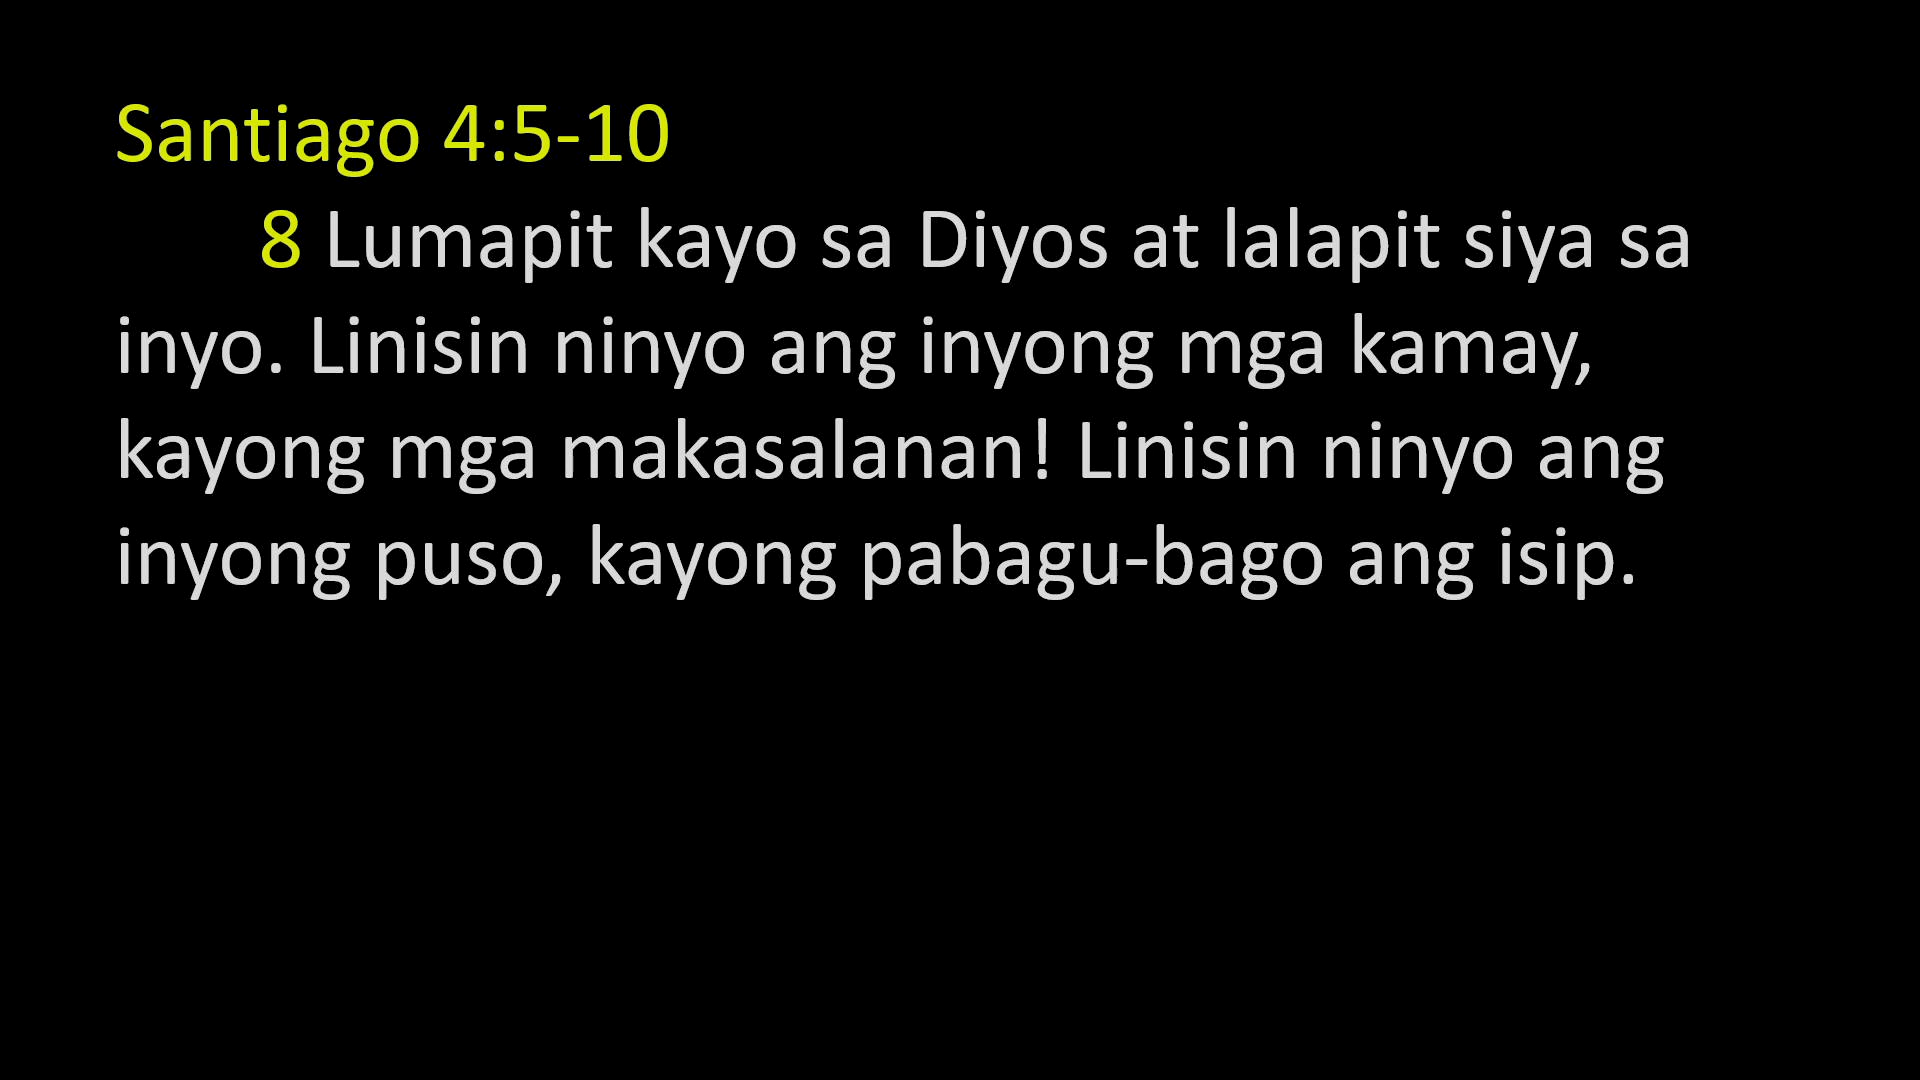 Santiago 4:5-10
8 Lumapit kayo sa Diyos at lalapit siya sa
inyo. Linisin ninyo ang inyong mga kamay,
kayong mga makasalanan! Linisin ninyo ang
inyong puso, kayong pabagu-bago ang isip.